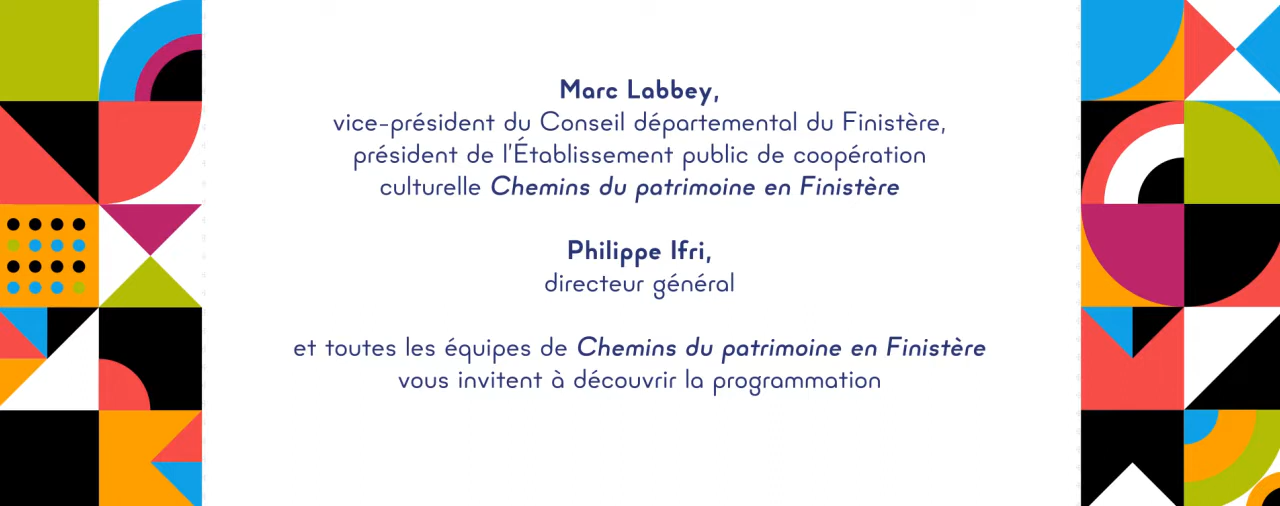 Marc Labbey,
vice-président du Conseil départemental du Finistère,
président de l'Établissement public de coopération
culturelle Chemins du patrimoine en Finistère
Philippe Ifri,
directeur général
et toutes les équipes de Chemins du patrimoine en Finistère
vous invitent à découvrir la programmation